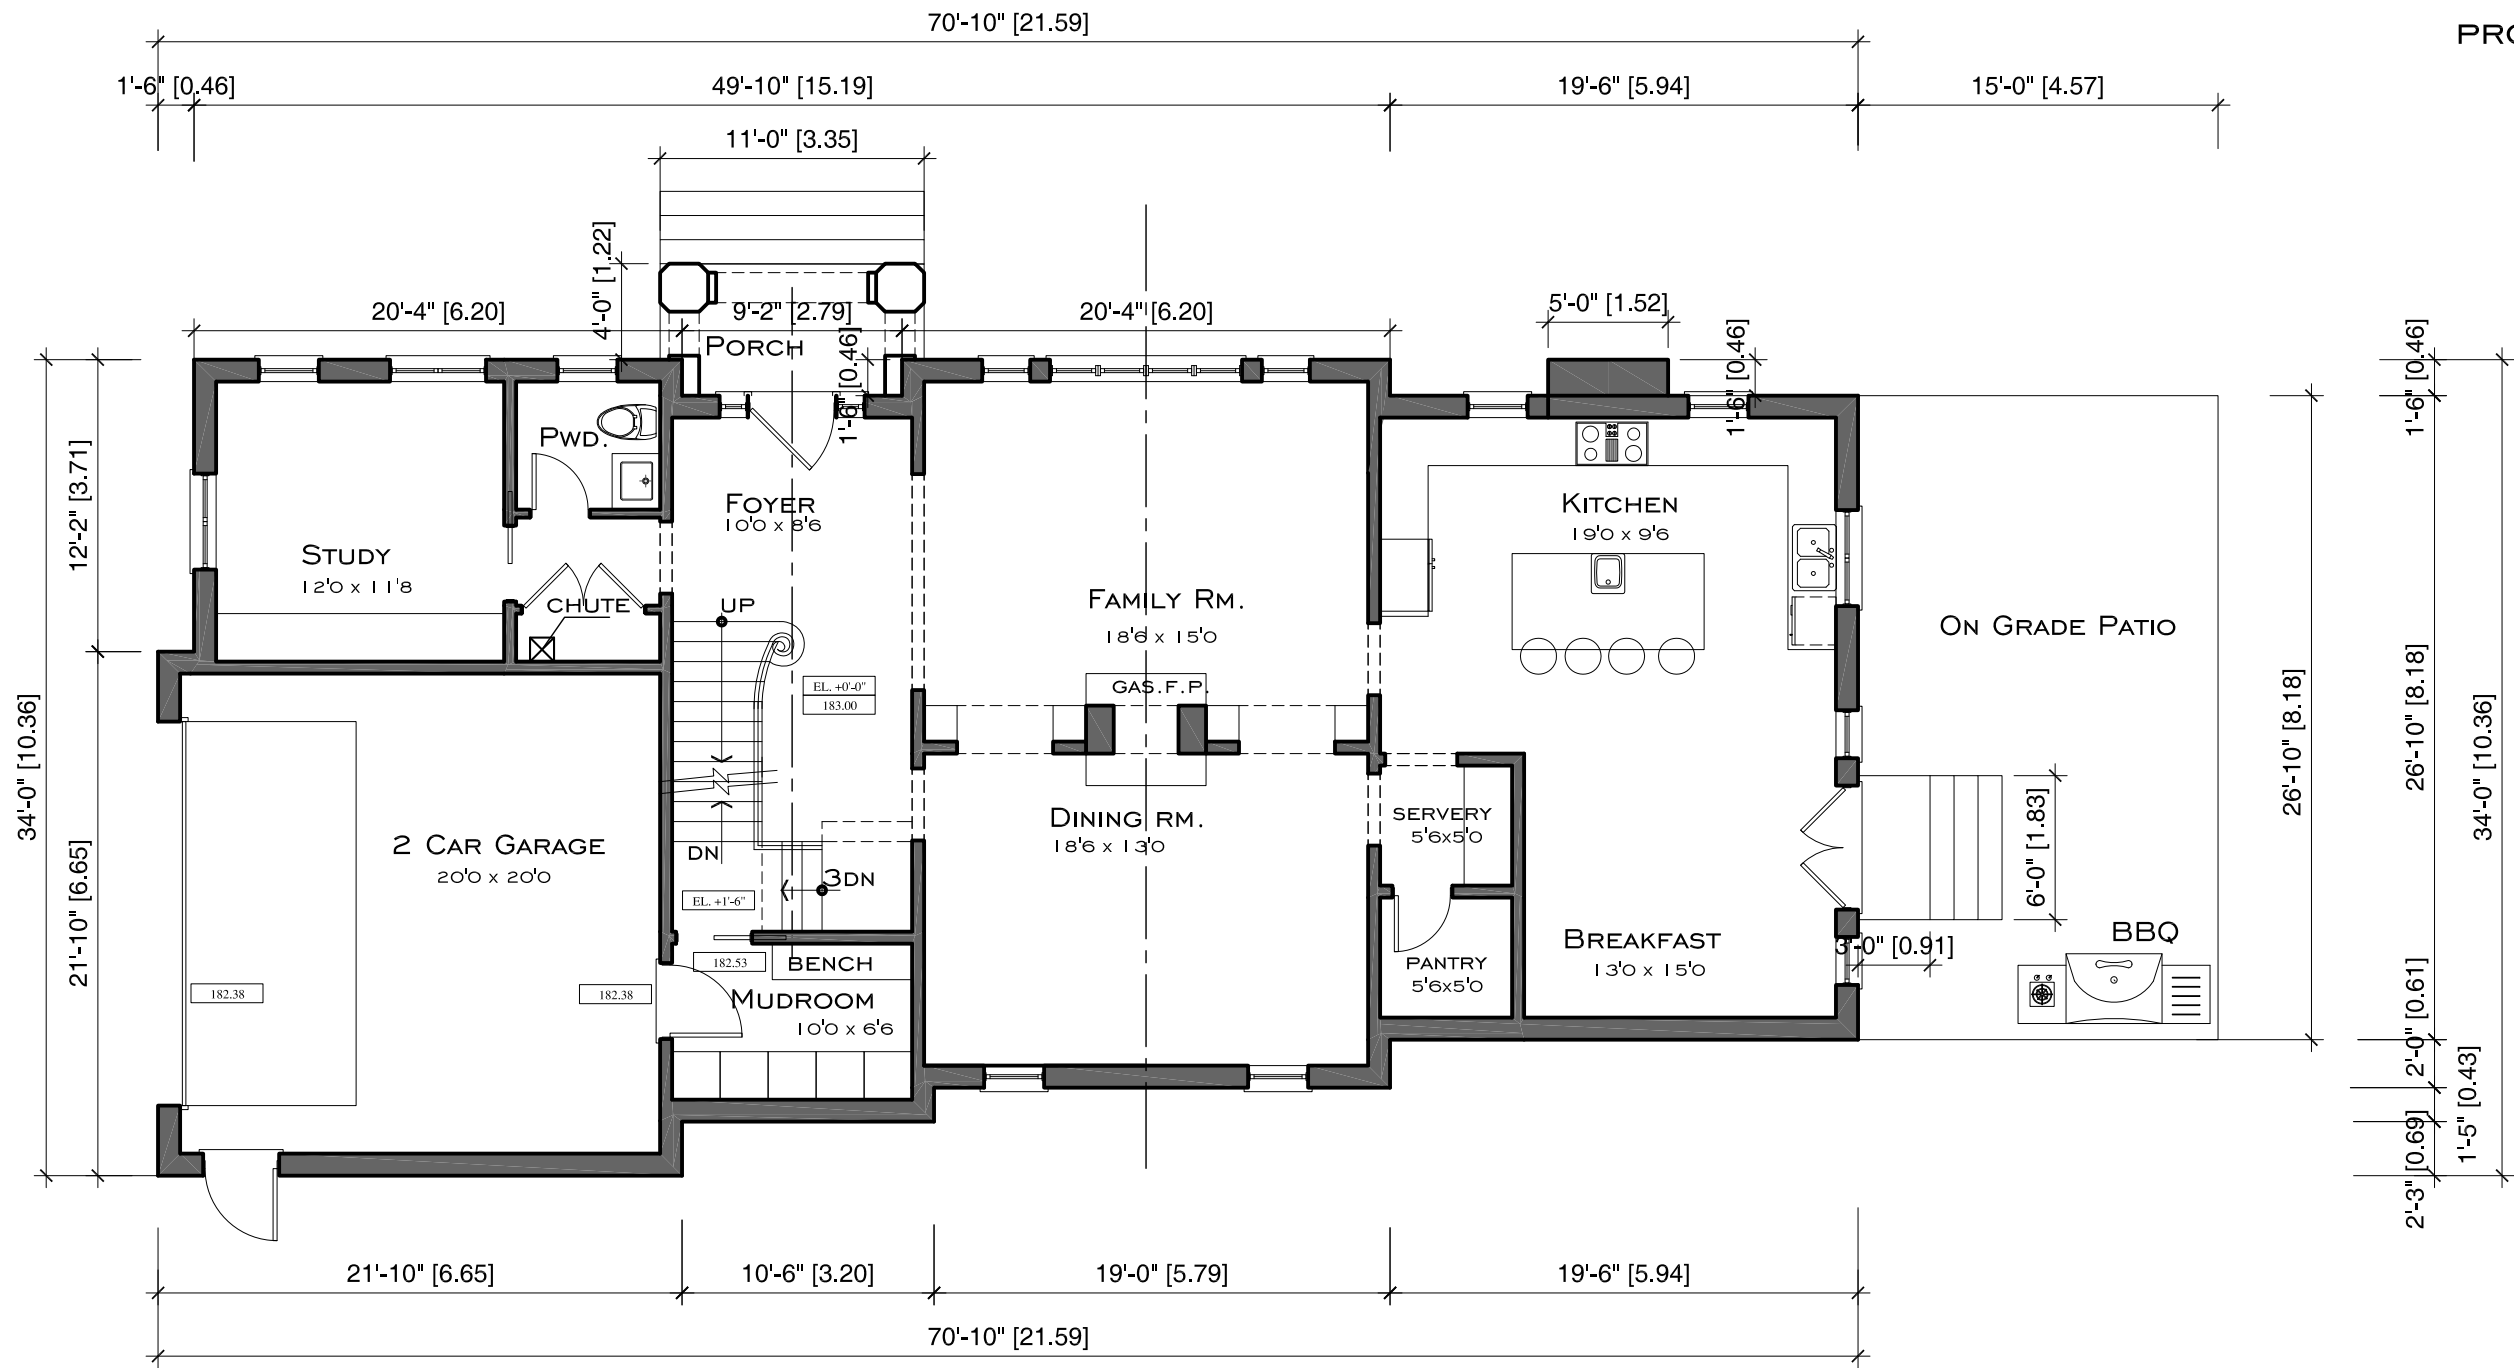 70'-10" [21.59]
PRO
1'-6" [0.46]
49'-10" [15.19]
19'-6" [5.94]
15'-0" [4.57]
11'-0" [3.35]
4'-0" [1.22]
20'-4" [6.20]
9'-2" [2.79]
20'-4" [6.20]
5'-0" [1.52]
PORCH
1'-6" [0.46]
1'-6" [0.46]
1'-6" [0.46]
12'-2" [3.71]
PWD.
FOYER
10'0 x 8'6
KITCHEN
19'0 x 9'6
STUDY
12'0 x 11'8
CHUTE
UP
FAMILY RM.
18'6 x 15'0
ON GRADE PATIO
GAS.F.P.
EL. +0'-0"
183.00
34'-0" [10.36]
26'-10" [8.18]
26'-10" [8.18]
34'-0" [10.36]
21'-10" [6.65]
2 CAR GARAGE
20'0 x 20'0
DN
3DN
EL. +1'-6"
DINING RM.
18'6 x 13'0
SERVERY
5'6x5'0
6'-0" [1.83]
BBQ
3'-0" [0.91]
BREAKFAST
13'0 x 15'0
PANTRY
5'6x5'0
182.53
BENCH
182.38
182.38
MUDROOM
10'0 x 6'6
2'-0" [0.61]
1'-5" [0.43]
2'-3" [0.69]
21'-10" [6.65]
10'-6" [3.20]
19'-0" [5.79]
19'-6" [5.94]
70'-10" [21.59]